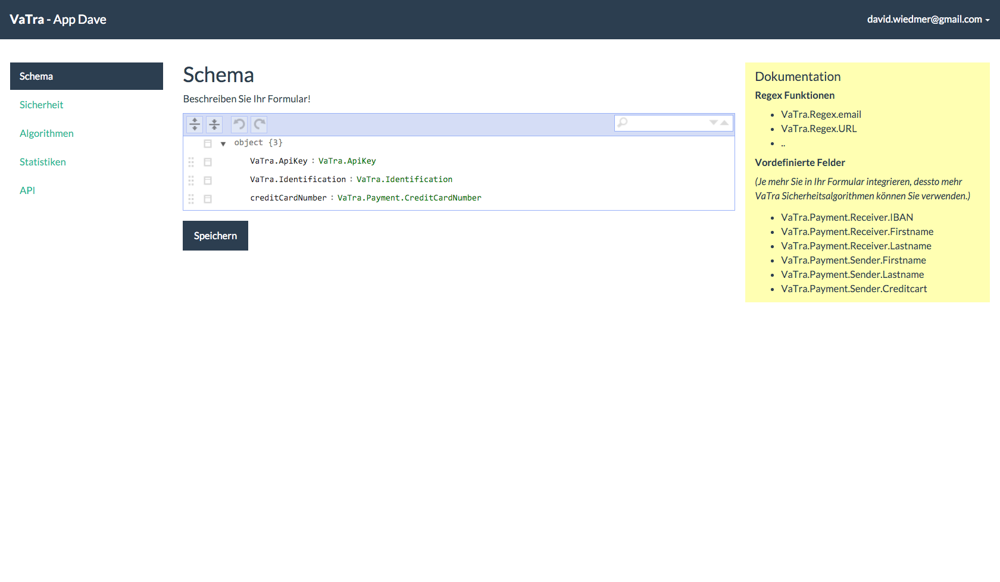 VaTra - App Dave
david.wiedmer@gmail.com
Schema
Sicherheit
Algorithmen
Statistiken
API
Schema
Beschreiben Sie Ihr Formular!
object {3}
VaTra.ApiKey : VaTra.ApiKey
VaTra.Identification : VaTra.Identification
creditCardNumber : VaTra.Payment.CreditCardNumber
Speichern
Dokumentation
Regex Funktionen
• VaTra.Regex.email
• VaTra.Regex.URL
• ..
Vordefinierte Felder
(Je mehr Sie in Ihr Formular integrieren, dessto mehr
VaTra Sicherheitsalgorithmen können Sie verwenden.)
• VaTra.Payment.Receiver.IBAN
• VaTra.Payment.Receiver.Firstname
• VaTra.Payment.Receiver.Lastname
• VaTra.Payment.Sender.Firstname
• VaTra.Payment.Sender.Lastname
• VaTra.Payment.Sender.Creditcart